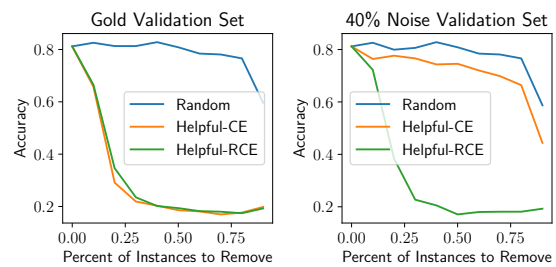 Gold Validation Set
Accuracy
0.8
0.6
0.4
0.2
Random
Helpful-CE
Helpful-RCE
0.00 0.25 0.50 0.75
Percent of Instances to Remove
40% Noise Validation Set
Accuracy
0.8
0.6
0.4
0.2
Random
Helpful-CE
Helpful-RCE
0.00 0.25 0.50 0.75
Percent of Instances to Remove